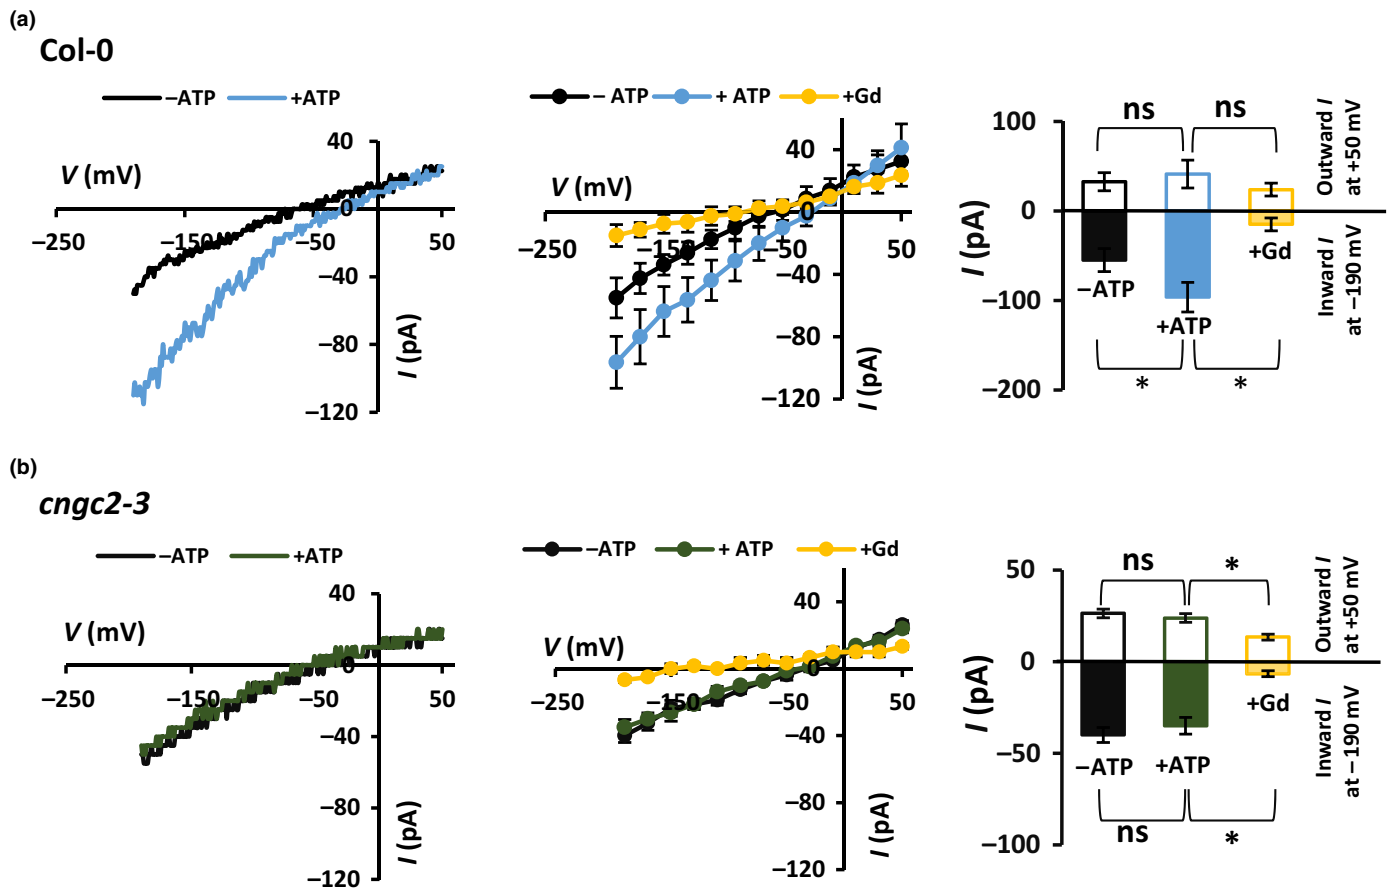 (a)
Col-0
–ATP +ATP
V (mV)
40
0
–250 –150 –50 50
–40
–80
–120
I (pA)
– ATP + ATP +Gd
V (mV)
40
0
–250 –150 –50 50
–40
–80
–120
I (pA)
ns ns
100
0
–100
–200
I (pA)
–ATP
+ATP
+Gd
* *
Outward I
at +50 mV
Inward I
at –190 mV
(b)
cngc2-3
–ATP +ATP
V (mV)
40
0
–250 –150 –50 50
–40
–80
–120
I (pA)
–ATP + ATP +Gd
V (mV)
40
0
–250 –150 –50 50
–40
–80
–120
I (pA)
ns *
50
0
–50
–100
I (pA)
–ATP +ATP
+Gd
ns *
Outward I
at +50 mV
Inward I
at – 190 mV